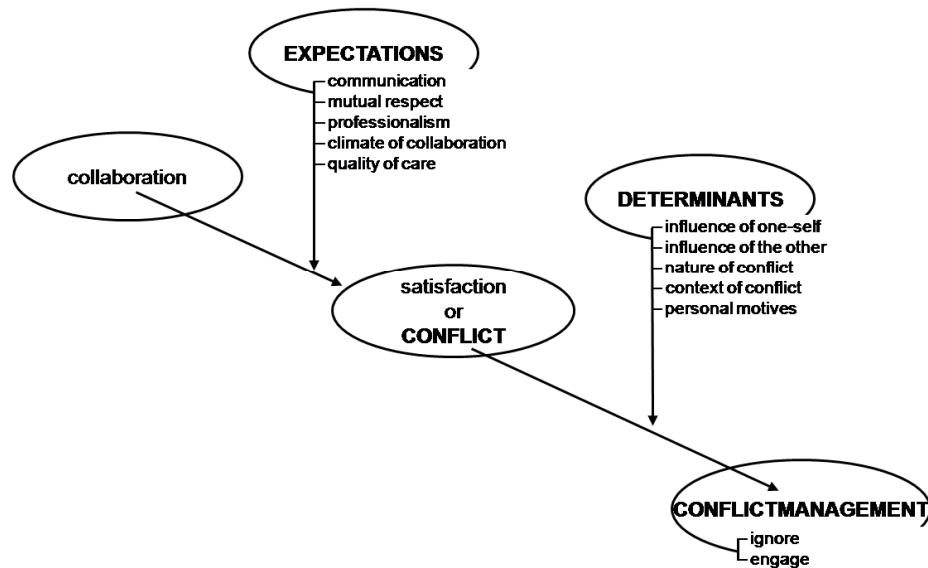 EXPECTATIONS
communication
mutual respect
professionalism
climate of collaboration
quality of care
collaboration
DETERMINANTS
influence of one-self
influence of the other
nature of conflict
context of conflict
personal motives
satisfaction
or
CONFLICT
CONFLICTMANAGEMENT
ignore
engage